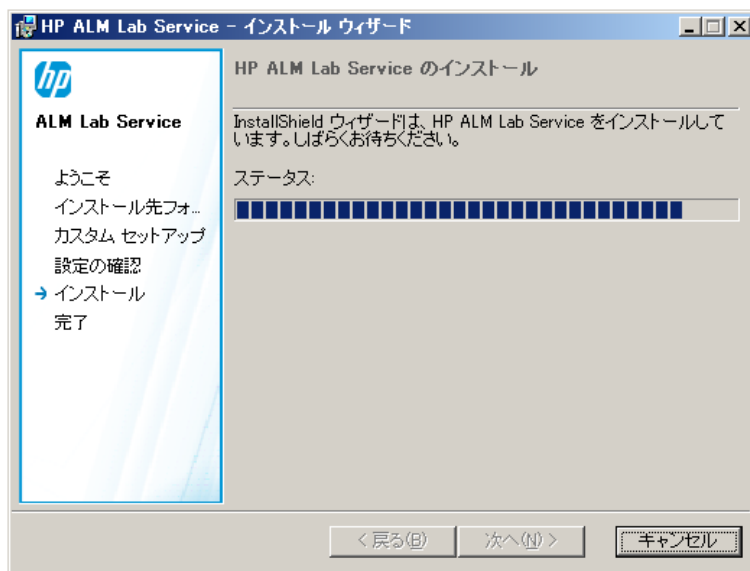 HP ALM Lab Service - インストール ウィザード
hp
ALM Lab Service
ようこそ
インストール先フォ...
カスタム セットアップ
設定の確認
インストール
完了
HP ALM Lab Service のインストール
InstallShield ウィザードは、HP ALM Lab Service をインストールして
います。しばらくお待ちください。
ステータス:
< 戻る(B)
次へ(N) >
キャンセル